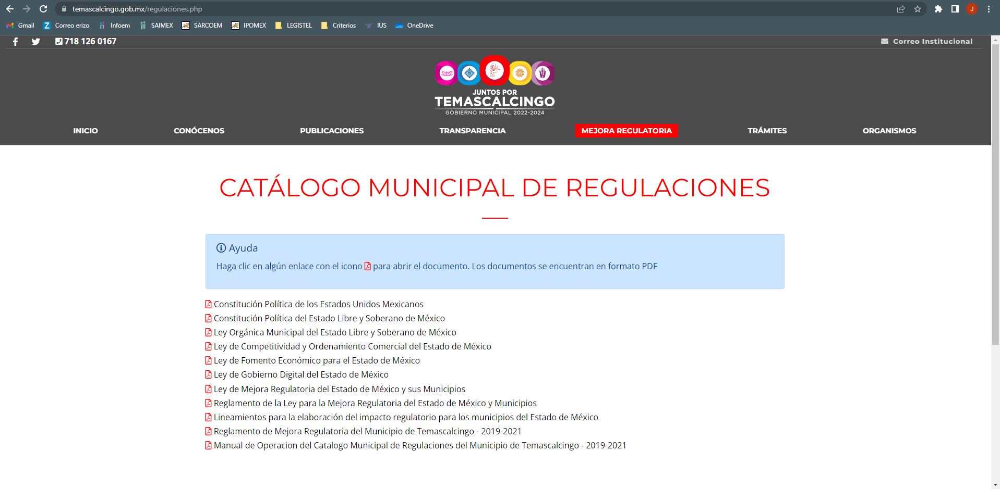 temascalcingo.gob.mx/regulaciones.php
J
Gmail
Z Correo erizo
Infoem
SAIMEX
SARCOEM
IPOMEX
LEGISTEL
Criterios
IUS
OneDrive
718 126 0167
Correo Institucional
JUNTOS POR
TEMASCALCINGO
GOBIERNO MUNICIPAL 2022-2024
INICIO
CONÓCENOS
PUBLICACIONES
TRANSPARENCIA
MEJORA REGULATORIA
TRÁMITES
ORGANISMOS
CATÁLOGO MUNICIPAL DE REGULACIONES
Ayuda
Haga clic en algún enlace con el icono para abrir el documento. Los documentos se encuentran en formato PDF
Constitución Política de los Estados Unidos Mexicanos
Constitución Política del Estado Libre y Soberano de México
Ley Orgánica Municipal del Estado Libre y Soberano de México
Ley de Competitividad y Ordenamiento Comercial del Estado de México
Ley de Fomento Económico para el Estado de México
Ley de Gobierno Digital del Estado de México
Ley de Mejora Regulatoria del Estado de México y sus Municipios
Reglamento de la Ley para la Mejora Regulatoria del Estado de México y Municipios
Lineamientos para la elaboración del impacto regulatorio para los municipios del Estado de México
Reglamento de Mejora Regulatoria del Municipio de Temascalcingo - 2019-2021
Manual de Operacion del Catalogo Municipal de Regulaciones del Municipio de Temascalcingo - 2019-2021